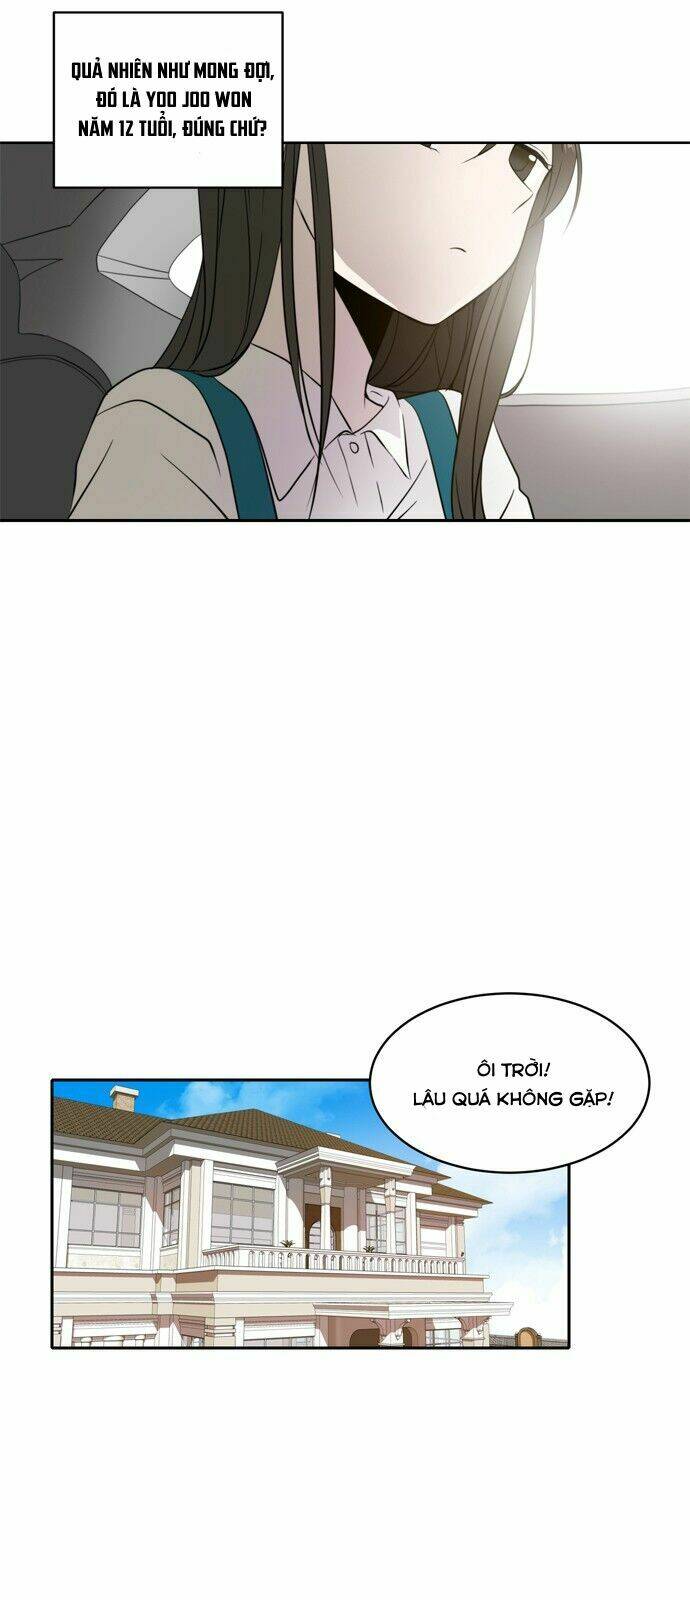 QUẢ NHIÊN NHƯ MONG ĐỢI,
ĐÓ LÀ YOO JOO WON
NĂM 12 TUỔI, ĐÚNG CHỨ?
ÔI TRỜI!
LÂU QUÁ KHÔNG GẶP!